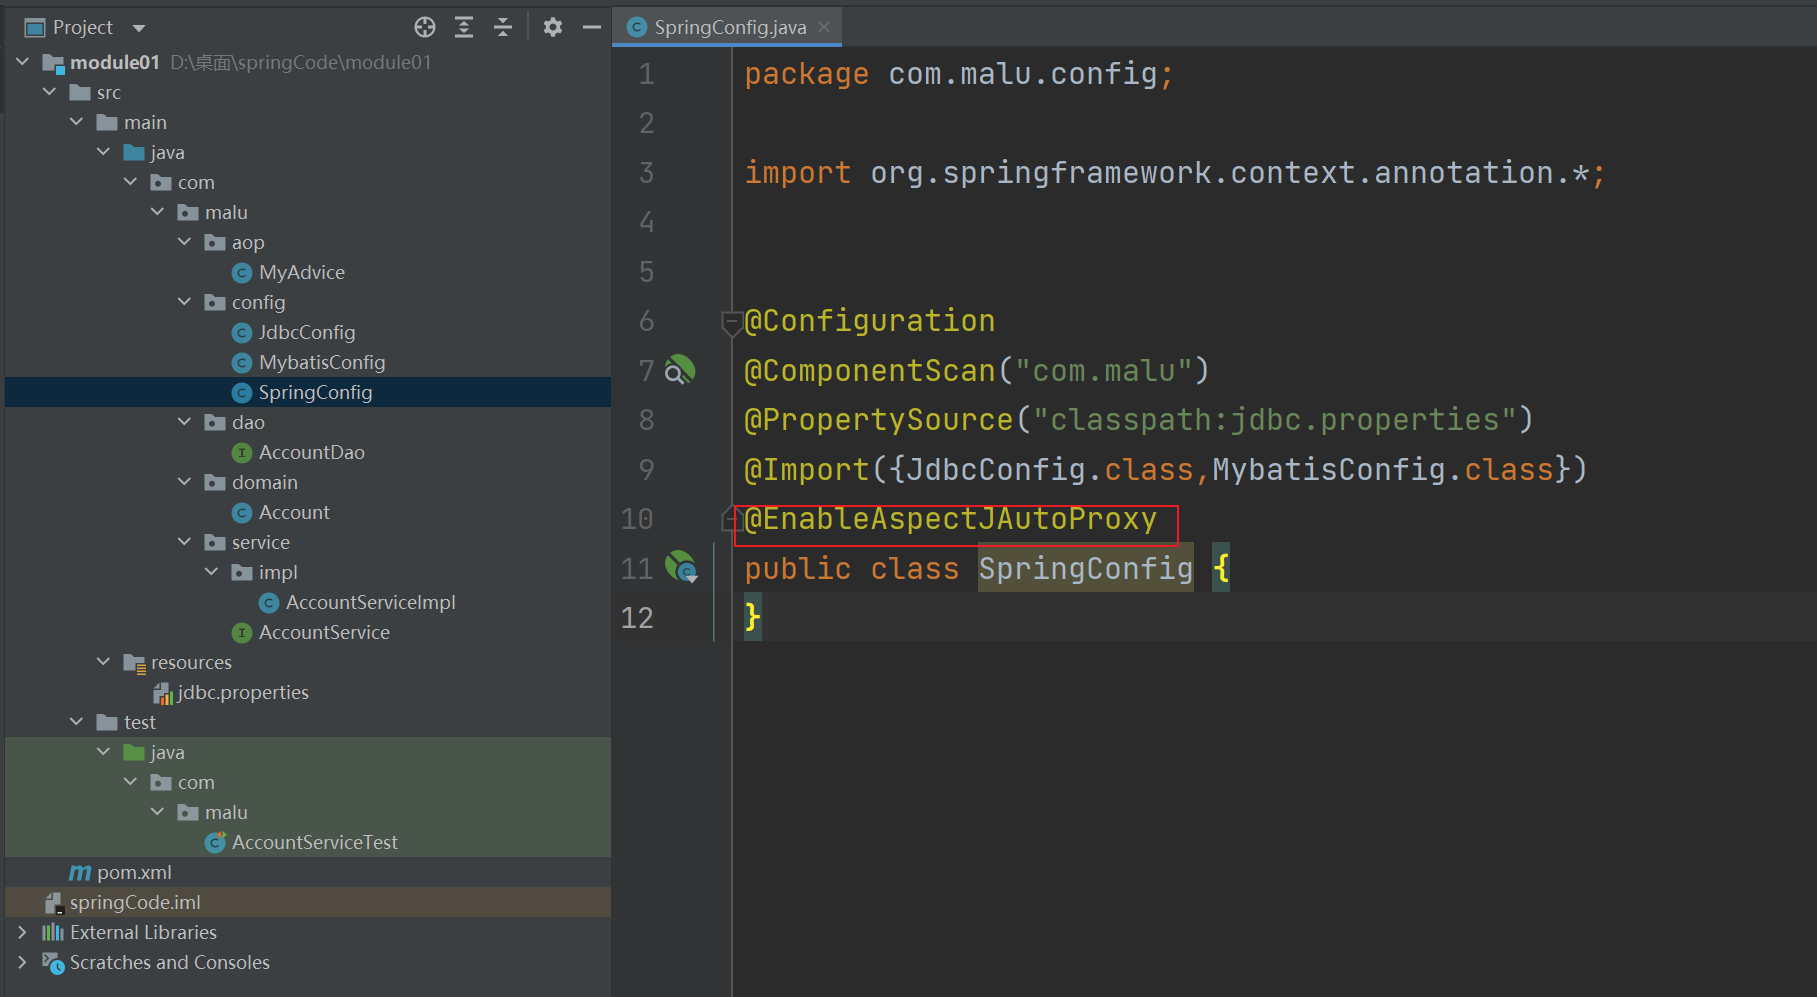 Project
module01 D:\桌面\springCode\module01
src
main
java
com
malu
aop
MyAdvice
config
JdbcConfig
MybatisConfig
SpringConfig
dao
AccountDao
domain
Account
service
impl
AccountServiceImpl
AccountService
resources
jdbc.properties
test
java
com
malu
AccountServiceTest
pom.xml
springCode.iml
External Libraries
Scratches and Consoles
SpringConfig.java
1 package com.malu.config;
2
3 import org.springframework.context.annotation.*;
4
5
6 @Configuration
7 @ComponentScan("com.malu")
8 @PropertySource("classpath:jdbc.properties")
9 @Import({JdbcConfig.class,MybatisConfig.class})
10 @EnableAspectJAutoProxy
11 public class SpringConfig {
12 }